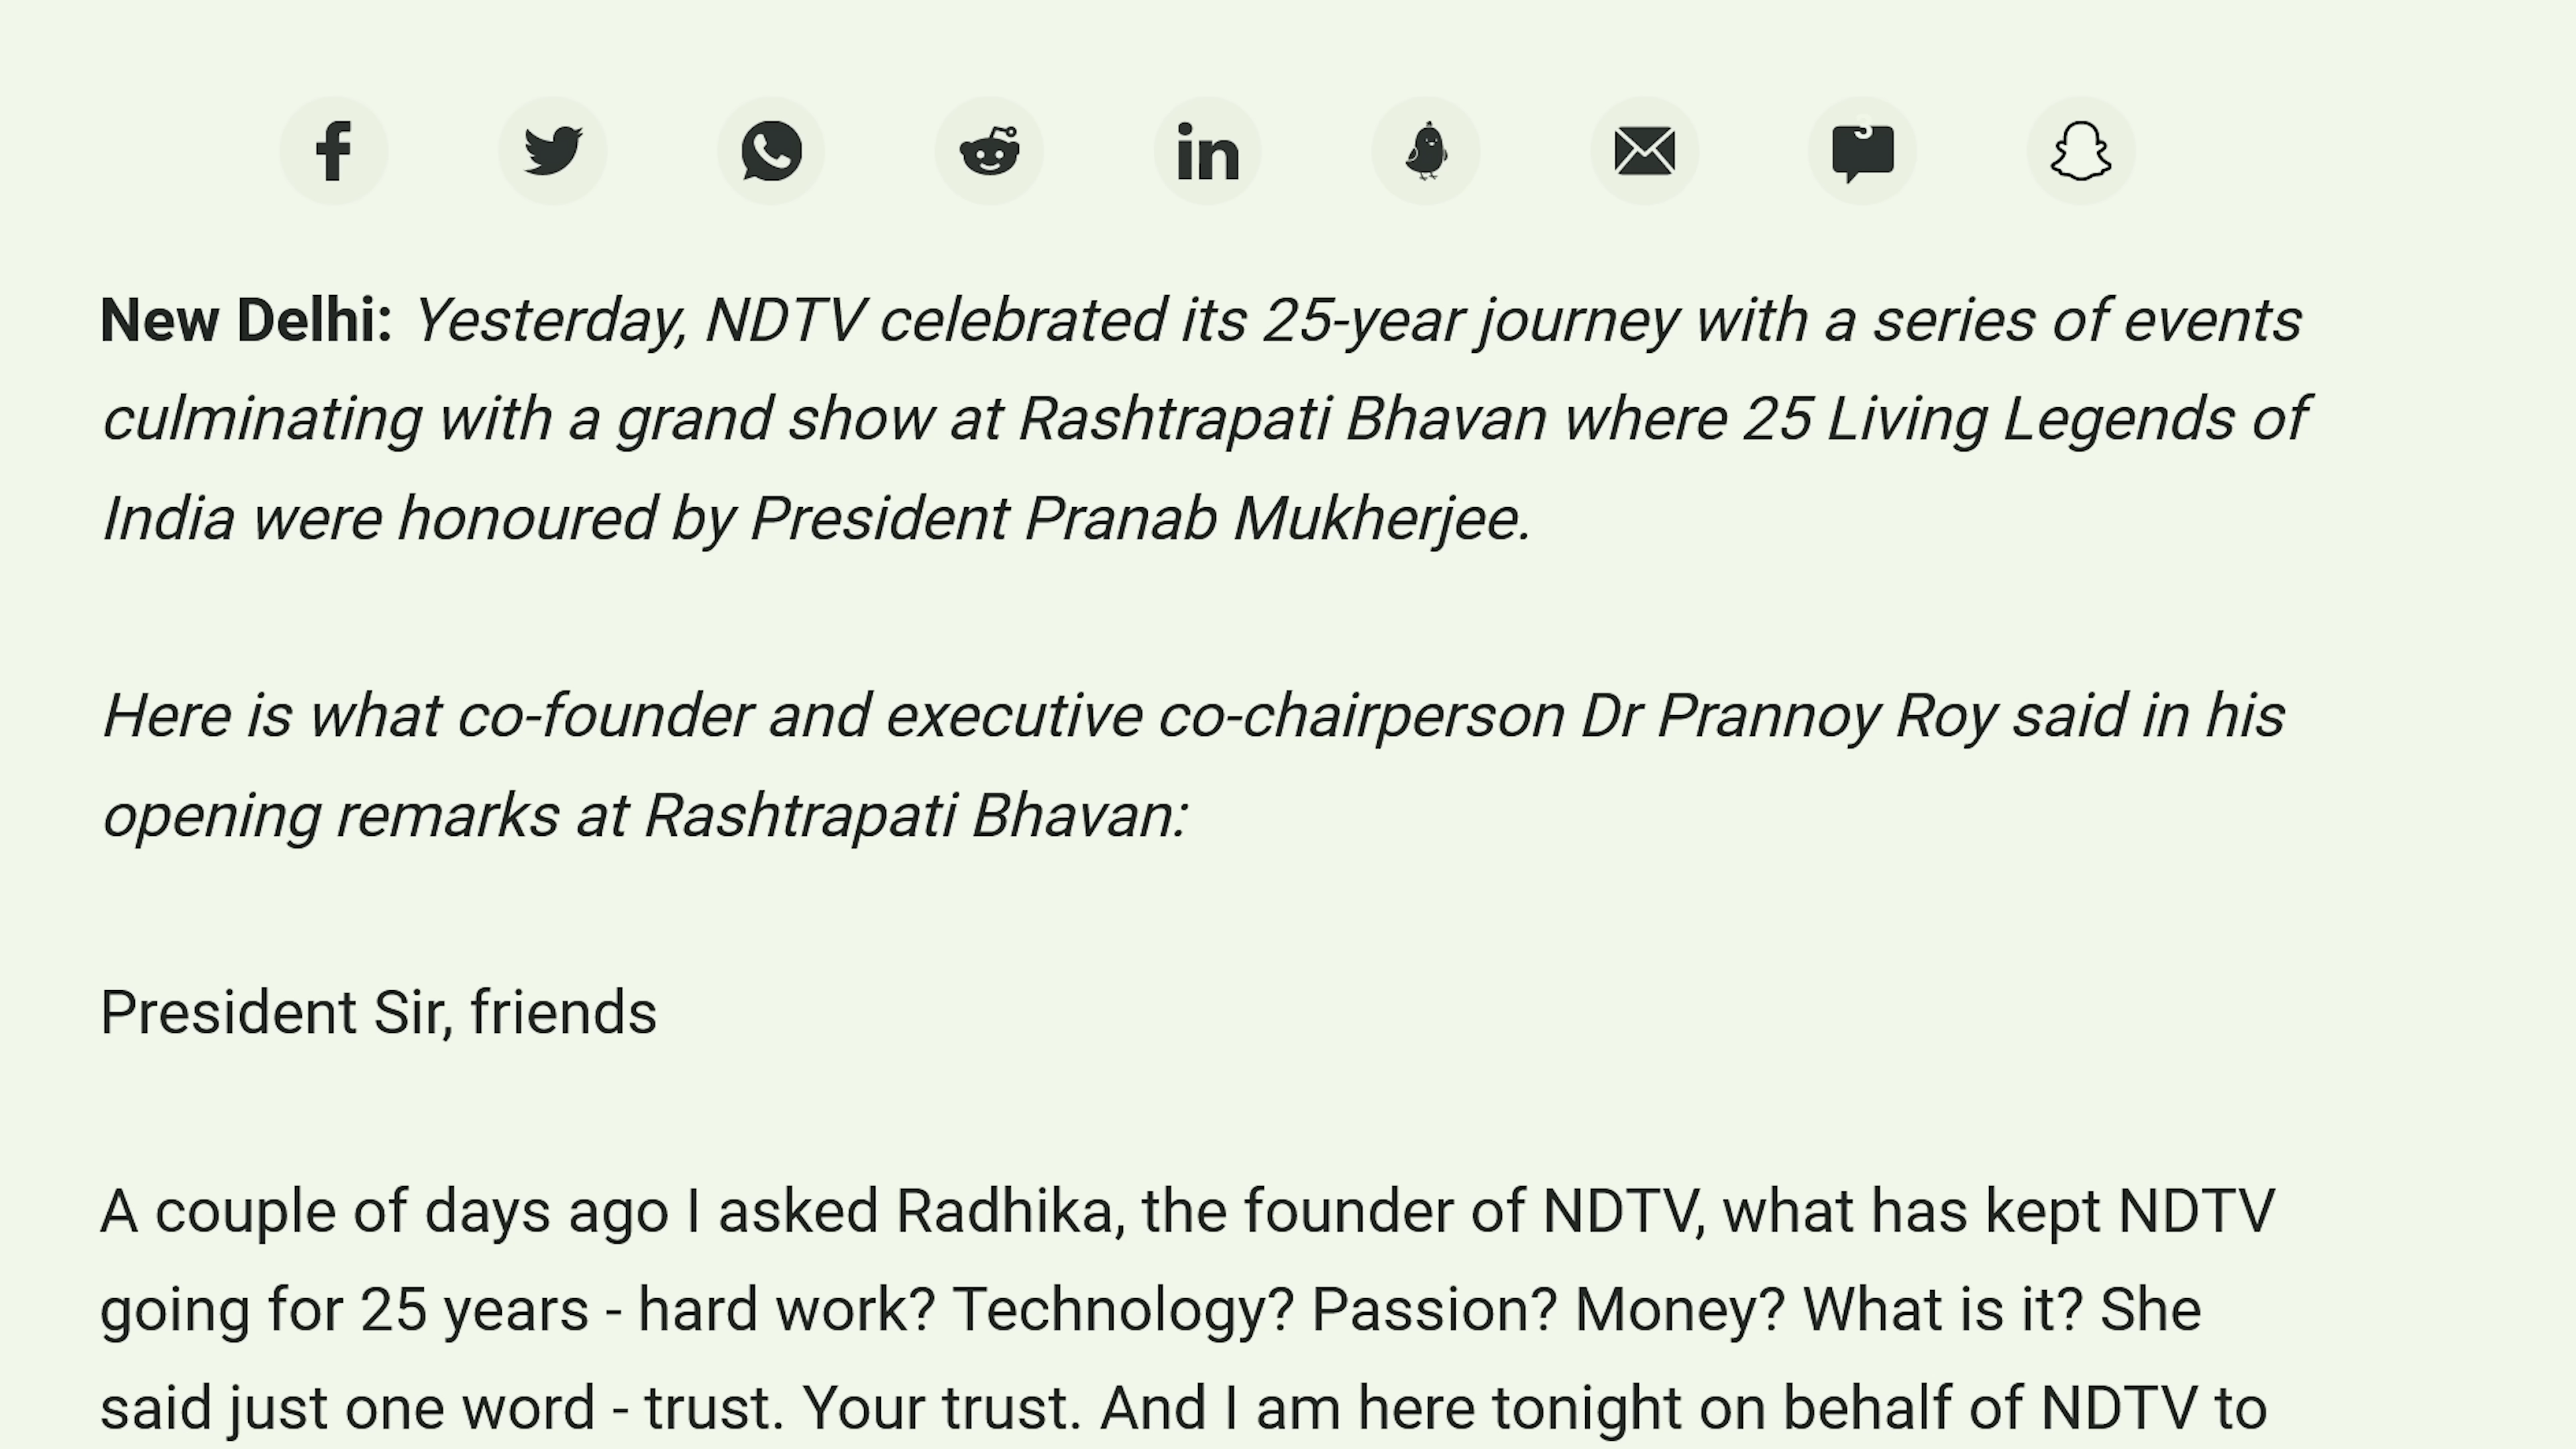 New Delhi: Yesterday, NDTV celebrated its 25-year journey with a series of events
culminating with a grand show at Rashtrapati Bhavan where 25 Living Legends of
India were honoured by President Pranab Mukherjee.
Here is what co-founder and executive co-chairperson Dr Prannoy Roy said in his
opening remarks at Rashtrapati Bhavan:
President Sir, friends
A couple of days ago I asked Radhika, the founder of NDTV, what has kept NDTV
going for 25 years - hard work? Technology? Passion? Money? What is it? She
said just one word - trust. Your trust. And I am here tonight on behalf of NDTV to